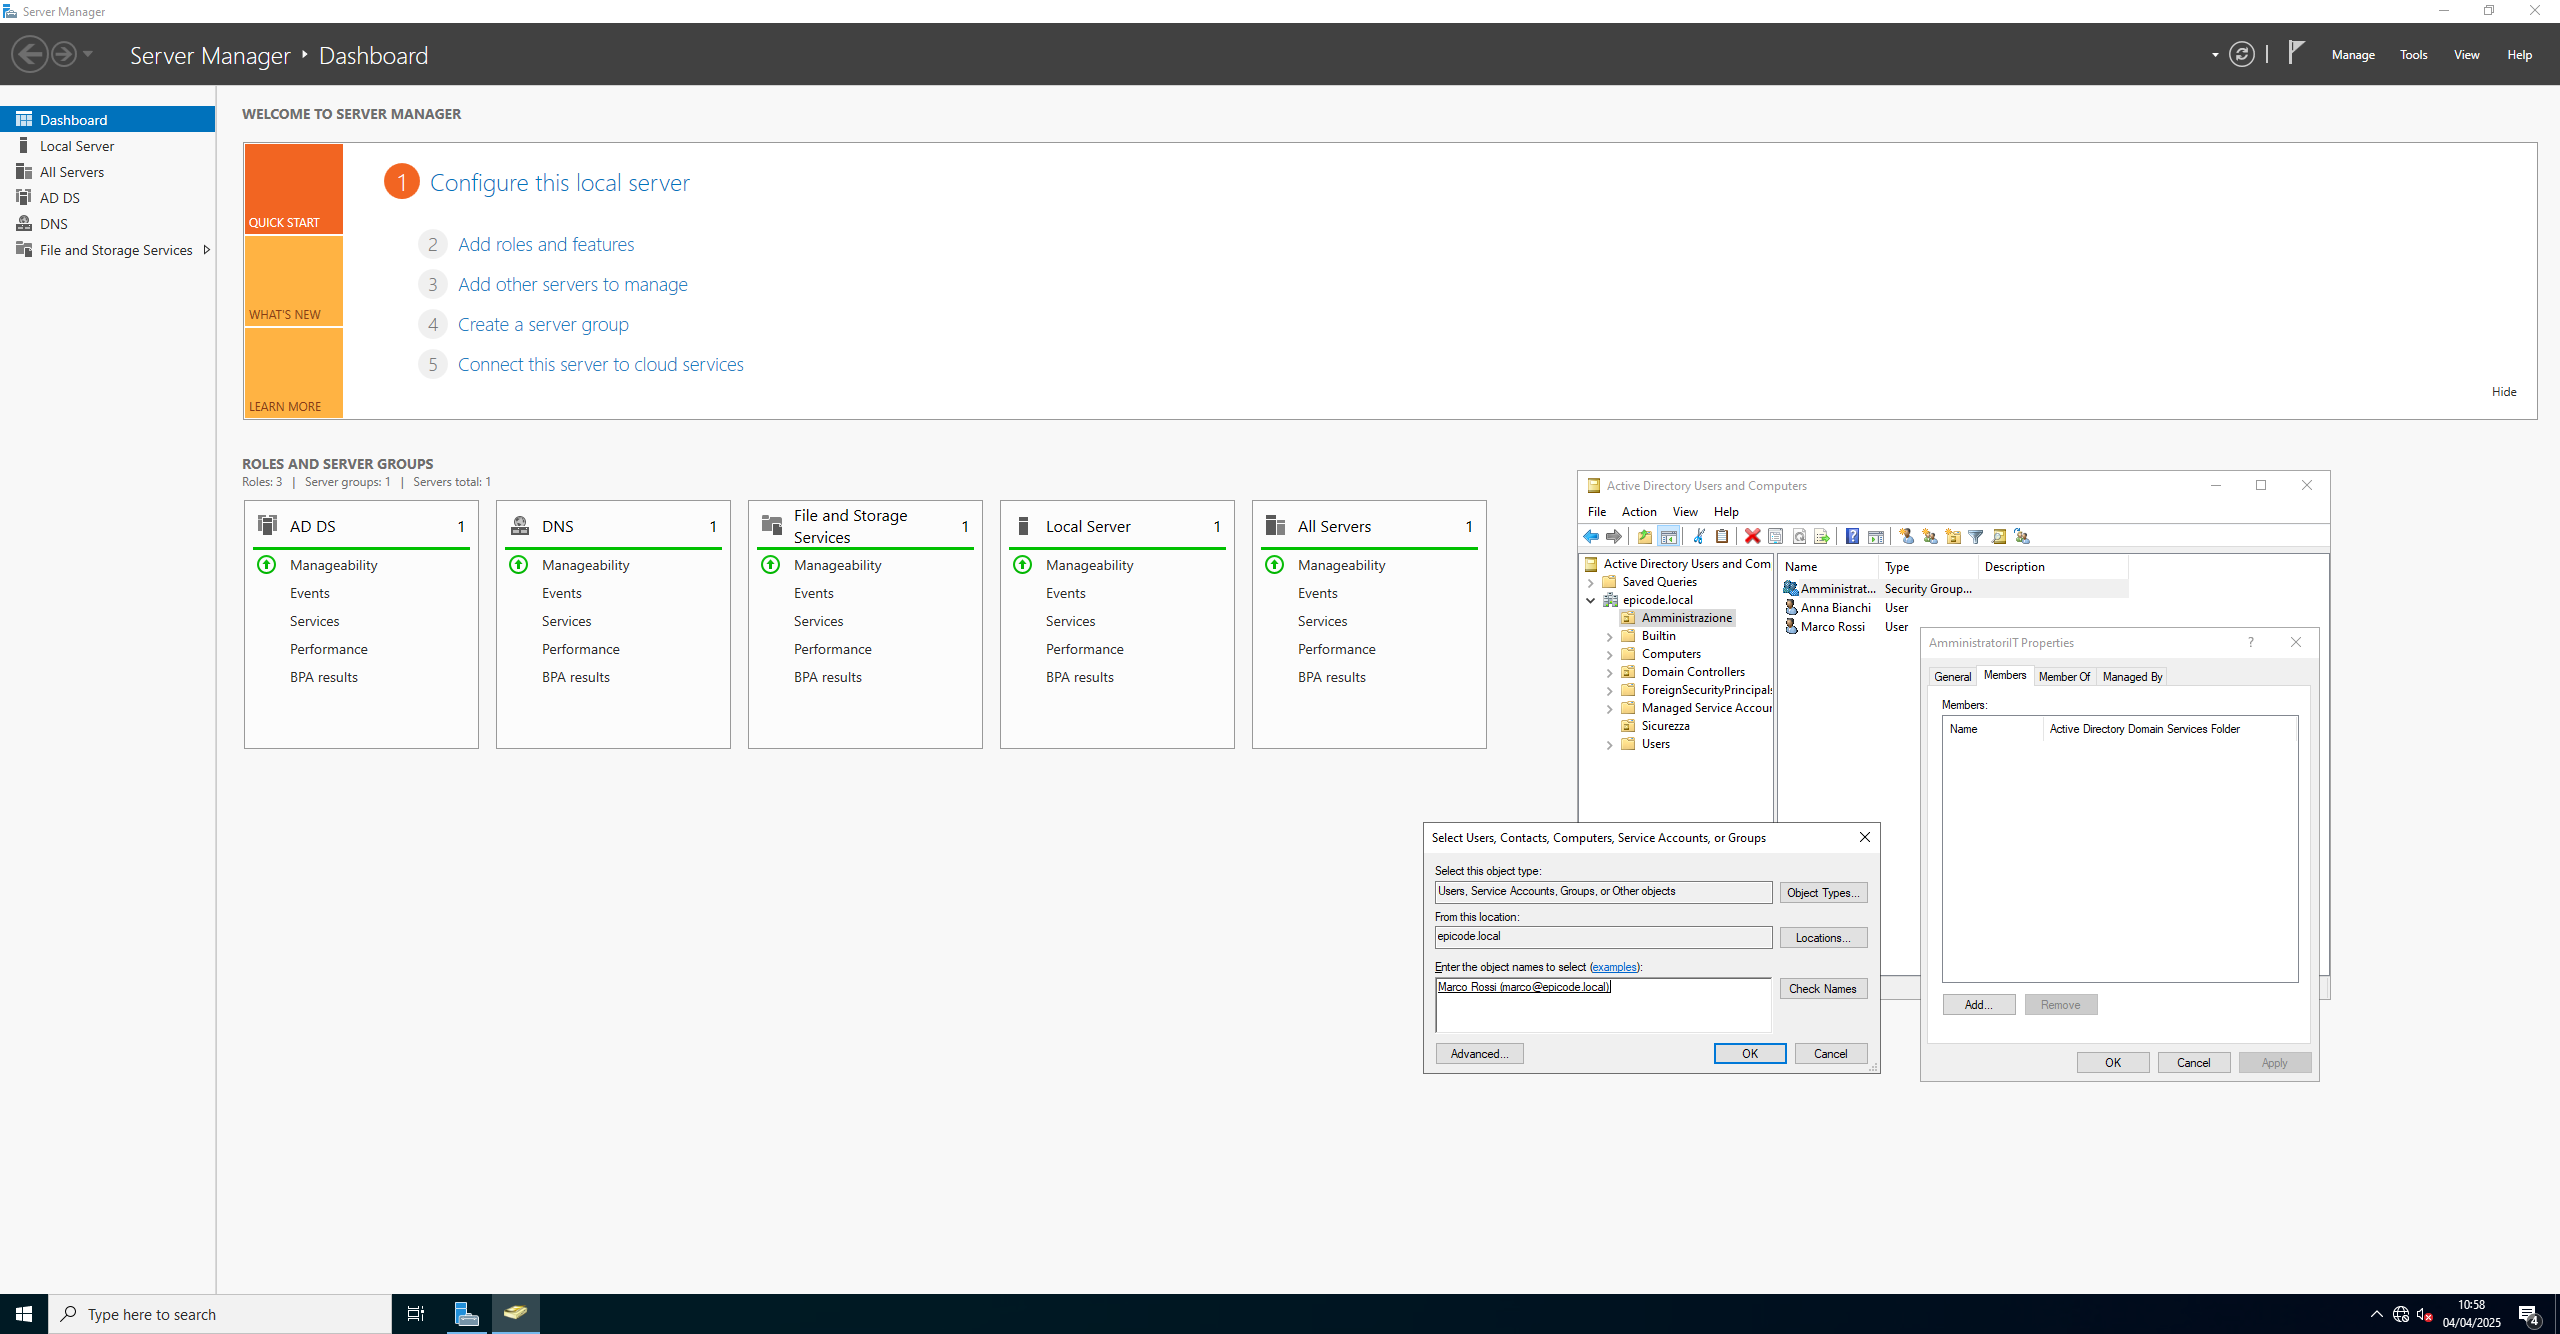 Server Manager
Server Manager ‣ Dashboard
Manage Tools View Help
Dashboard
Local Server
All Servers
AD DS
DNS
File and Storage Services
WELCOME TO SERVER MANAGER
QUICK START
WHAT'S NEW
LEARN MORE
1 Configure this local server
2 Add roles and features
3 Add other servers to manage
4 Create a server group
5 Connect this server to cloud services
Hide
ROLES AND SERVER GROUPS
Roles: 3 | Server groups: 1 | Servers total: 1
AD DS 1
Manageability
Events
Services
Performance
BPA results
DNS 1
Manageability
Events
Services
Performance
BPA results
File and Storage
Services 1
Manageability
Events
Services
Performance
BPA results
Local Server 1
Manageability
Events
Services
Performance
BPA results
All Servers 1
Manageability
Events
Services
Performance
BPA results
Active Directory Users and Computers
File Action View Help
Active Directory Users and Com
Saved Queries
epicode.local
Amministrazione
Builtin
Computers
Domain Controllers
ForeignSecurityPrincipals
Managed Service Accour
Sicurezza
Users
Name Type Description
Amministrat... Security Group...
Anna Bianchi User
Marco Rossi User
AmministratoriIT Properties
General Members Member Of Managed By
Members:
Name Active Directory Domain Services Folder
Add... Remove
OK Cancel Apply
Select Users, Contacts, Computers, Service Accounts, or Groups
Select this object type:
Users, Service Accounts, Groups, or Other objects
Object Types...
From this location:
epicode.local
Locations...
Enter the object names to select (examples):
Marco Rossi (marco@epicode.local)
Check Names
Advanced... OK Cancel
Type here to search
10:58
04/04/2025
4